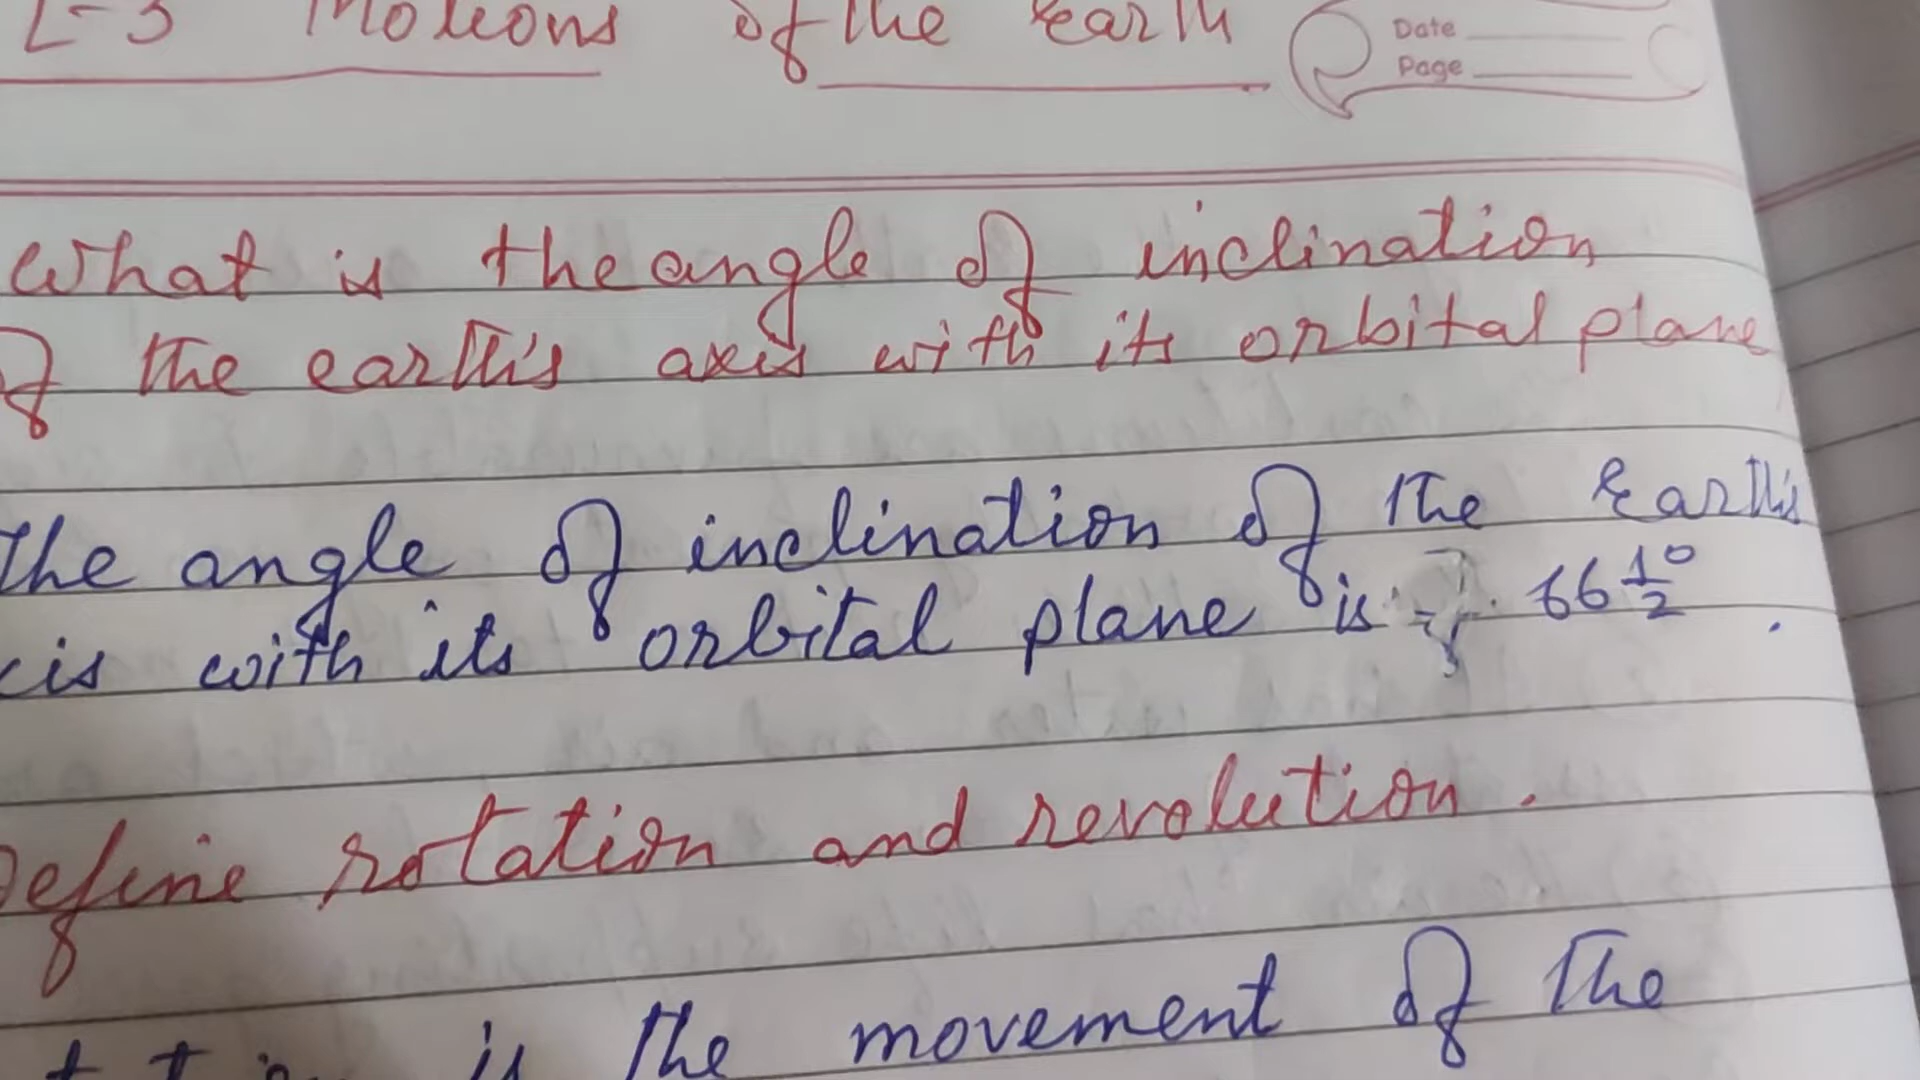 L-3 Motions of the Earth
Date
Page
What is the angle of inclination
of the earth's axis with its orbital plane
The angle of inclination of the Earth's
is with its orbital plane is 66 1/2°.
Define rotation and revolution.
is the movement of the